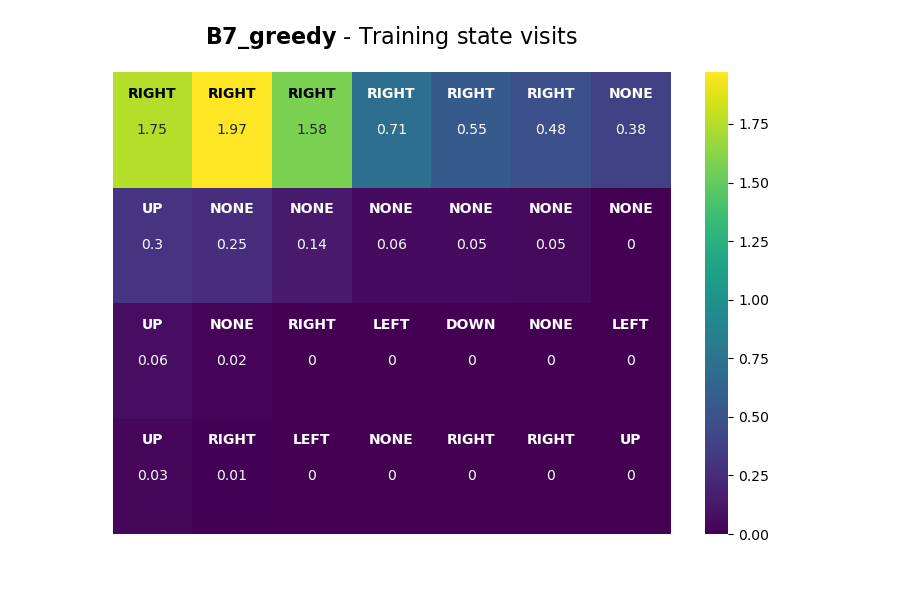 B7_greedy - Training state visits
RIGHT RIGHT RIGHT RIGHT RIGHT RIGHT NONE
1.75 1.97 1.58 0.71 0.55 0.48 0.38
UP NONE NONE NONE NONE NONE NONE
0.3 0.25 0.14 0.06 0.05 0.05 0
UP NONE RIGHT LEFT DOWN NONE LEFT
0.06 0.02 0 0 0 0 0
UP RIGHT LEFT NONE RIGHT RIGHT UP
0.03 0.01 0 0 0 0 0
1.75
1.50
1.25
1.00
0.75
0.50
0.25
0.00